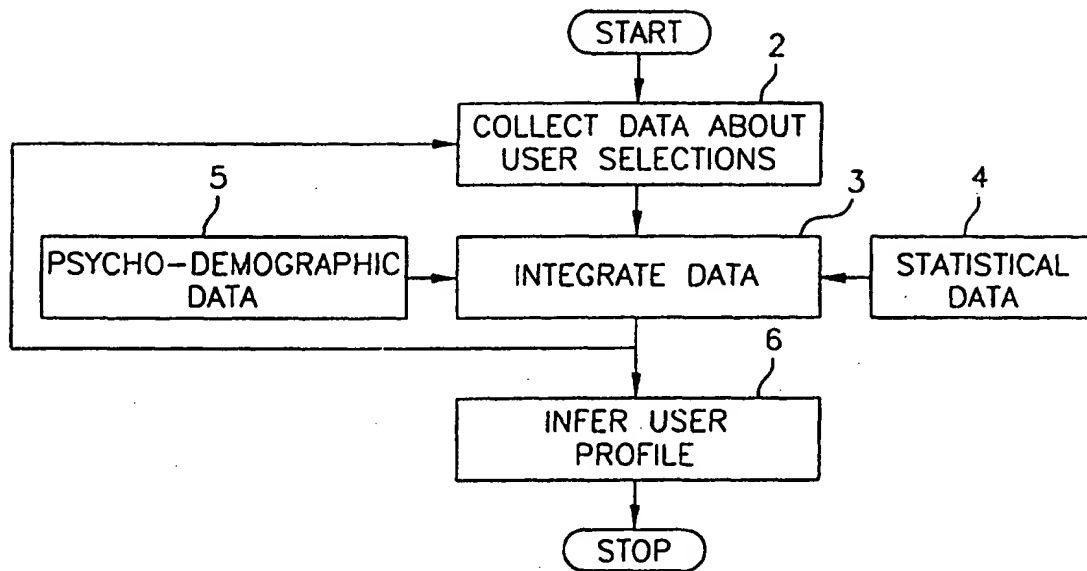 START
2
COLLECT DATA ABOUT
USER SELECTIONS
5
3
4
PSYCHO-DEMOGRAPHIC
DATA
INTEGRATE DATA
STATISTICAL
DATA
6
INFER USER
PROFILE
STOP